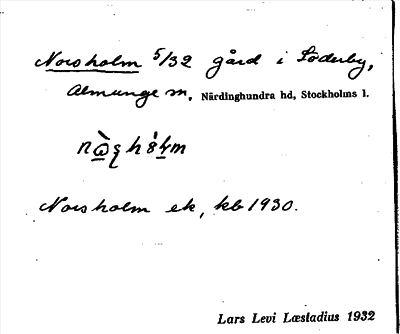 Norsholm 5/32 gård i Söderby,
Almunge sn, Närdinghundra hd, Stockholms l.
Norsholm ek, kb 1930.
Lars Levi Læstadius 1932